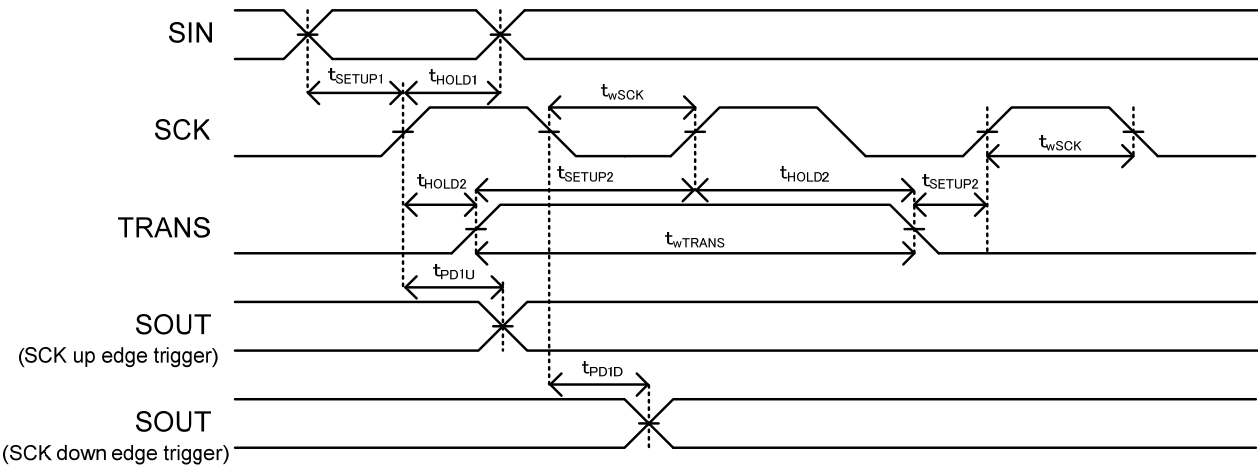 SIN
tSETUP1
tHOLD1
SCK
twSCK
twSCK
tHOLD2
tSETUP2
tHOLD2
tSETUP2
TRANS
twTRANS
tPD1U
SOUT
(SCK up edge trigger)
tPD1D
SOUT
(SCK down edge trigger)